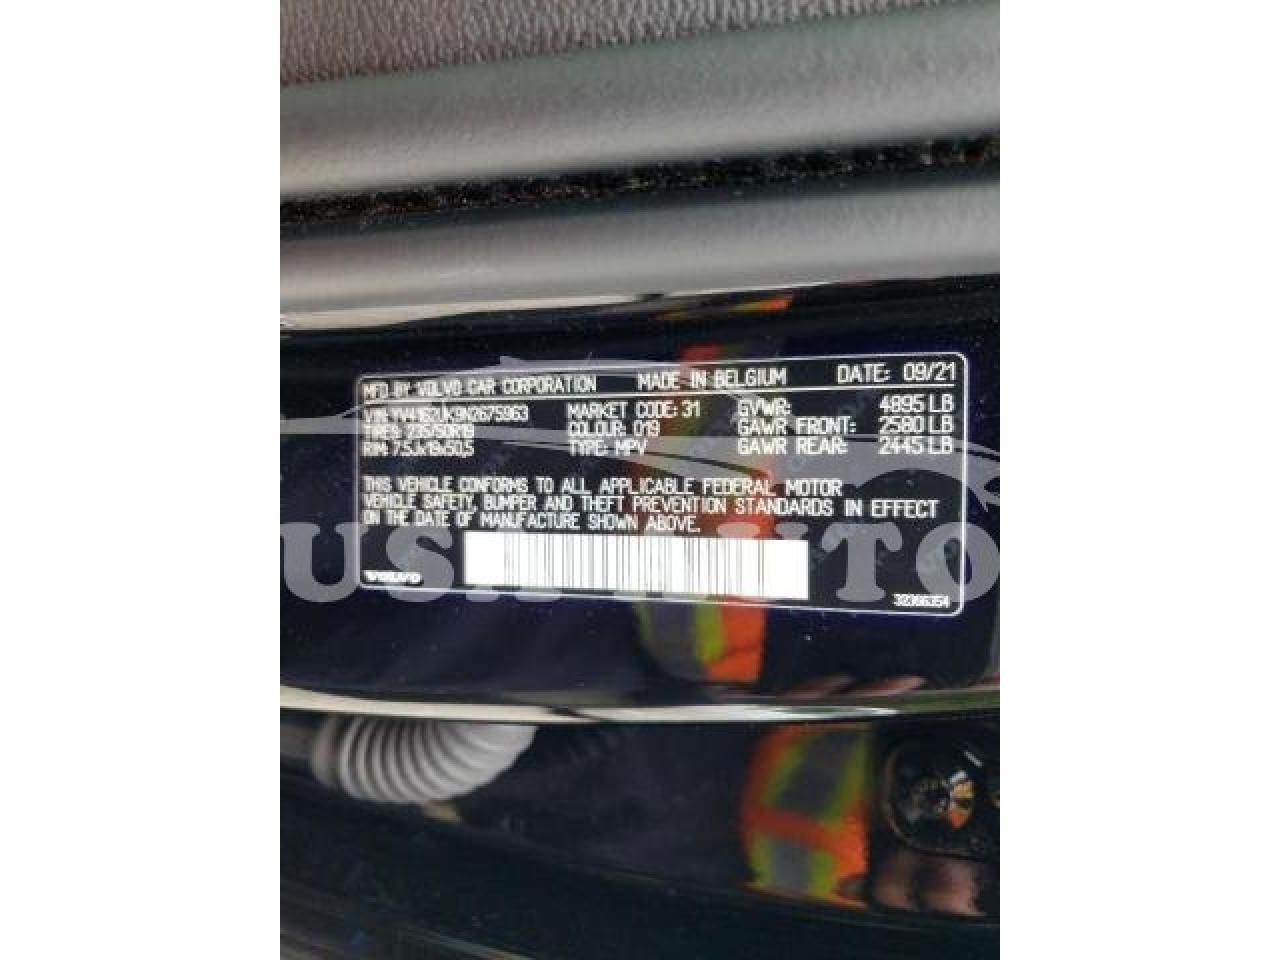 MFD BY VOLVO CAR CORPORATION MADE IN BELGIUM DATE: 09/21
VIN: YV4162UK9N2675963 MARKET CODE: 31 GVWR: 4895 LB
TIRES: 235/50R19 COLOUR: 019 GAWR FRONT: 2580 LB
RIM: 7.5Jx19x50,5 TYPE: MPV GAWR REAR: 2445 LB
THIS VEHICLE CONFORMS TO ALL APPLICABLE FEDERAL MOTOR
VEHICLE SAFETY, BUMPER AND THEFT PREVENTION STANDARDS IN EFFECT
ON THE DATE OF MANUFACTURE SHOWN ABOVE.
VOLVO
USA AUTO